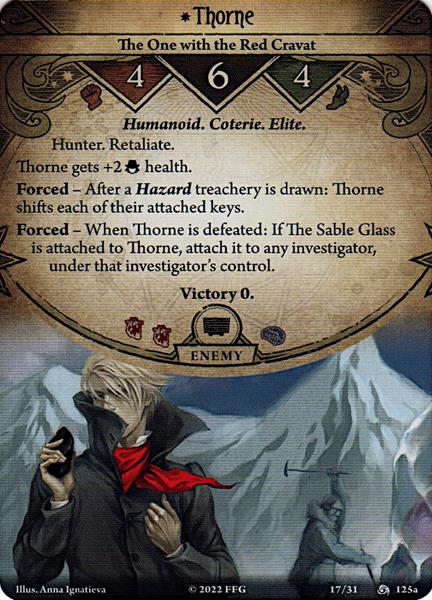 Thorne
The One with the Red Cravat
4 6 4
Humanoid. Coterie. Elite.
Hunter. Retaliate.
Thorne gets +2 health.
Forced – After a Hazard treachery is drawn: Thorne
shifts each of their attached keys.
Forced – When Thorne is defeated: If The Sable Glass
is attached to Thorne, attach it to any investigator,
under that investigator's control.
Victory 0.
ENEMY
Illus. Anna Ignatieva © 2022 FFG 17/31 125a